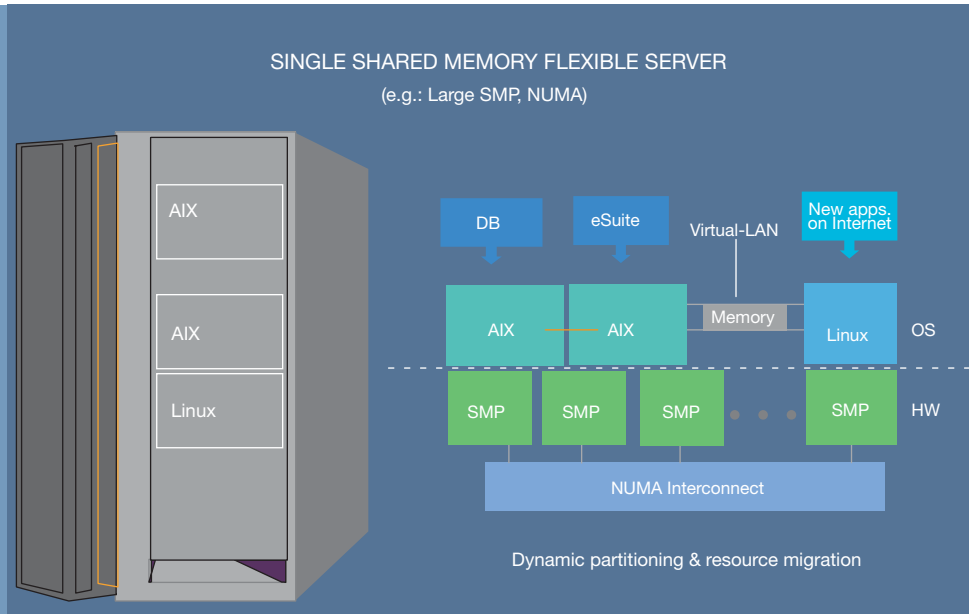 SINGLE SHARED MEMORY FLEXIBLE SERVER
(e.g.: Large SMP, NUMA)
AIX
AIX
Linux
DB
eSuite
Virtual-LAN
New apps.
on Internet
AIX
AIX
Memory
Linux
OS
SMP
SMP
SMP
SMP
HW
NUMA Interconnect
Dynamic partitioning & resource migration